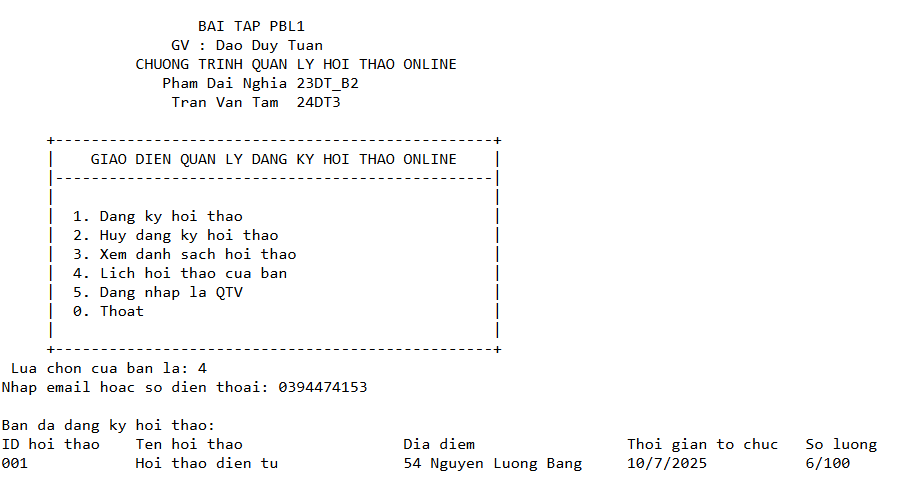 BAI TAP PBL1
GV : Dao Duy Tuan
CHUONG TRINH QUAN LY HOI THAO ONLINE
Pham Dai Nghia 23DT_B2
Tran Van Tam  24DT3
GIAO DIEN QUAN LY DANG KY HOI THAO ONLINE
1. Dang ky hoi thao
2. Huy dang ky hoi thao
3. Xem danh sach hoi thao
4. Lich hoi thao cua ban
5. Dang nhap la QTV
0. Thoat
Lua chon cua ban la: 4
Nhap email hoac so dien thoai: 0394474153
Ban da dang ky hoi thao:
ID hoi thao    Ten hoi thao    Dia diem    Thoi gian to chuc    So luong
001    Hoi thao dien tu    54 Nguyen Luong Bang    10/7/2025    6/100